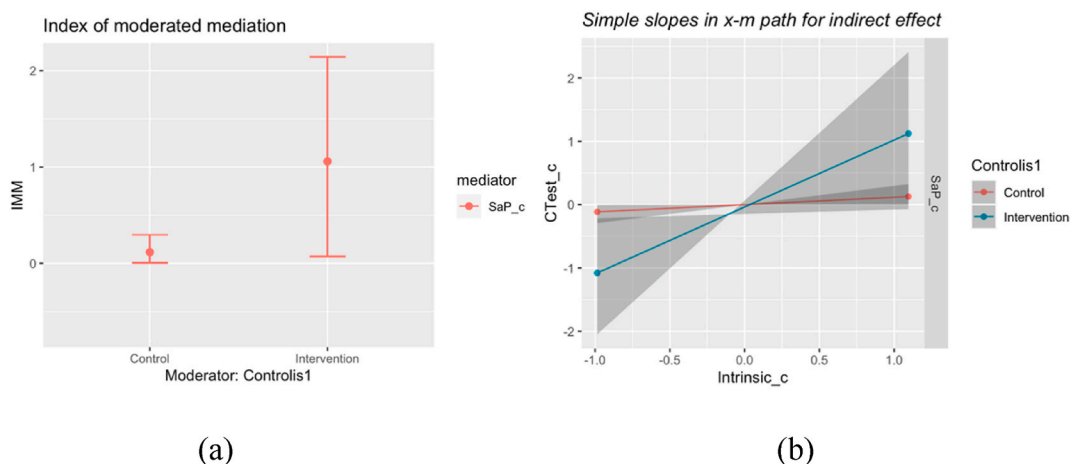 Index of moderated mediation
2
1
0
IMM
Control
Intervention
Moderator: Controlis1
mediator
SaP_c
(a)
Simple slopes in x-m path for indirect effect
2
1
0
-1
-2
CTest_c
-1.0
-0.5
0.0
0.5
1.0
Intrinsic_c
SaP_c
Controlis1
Control
Intervention
(b)